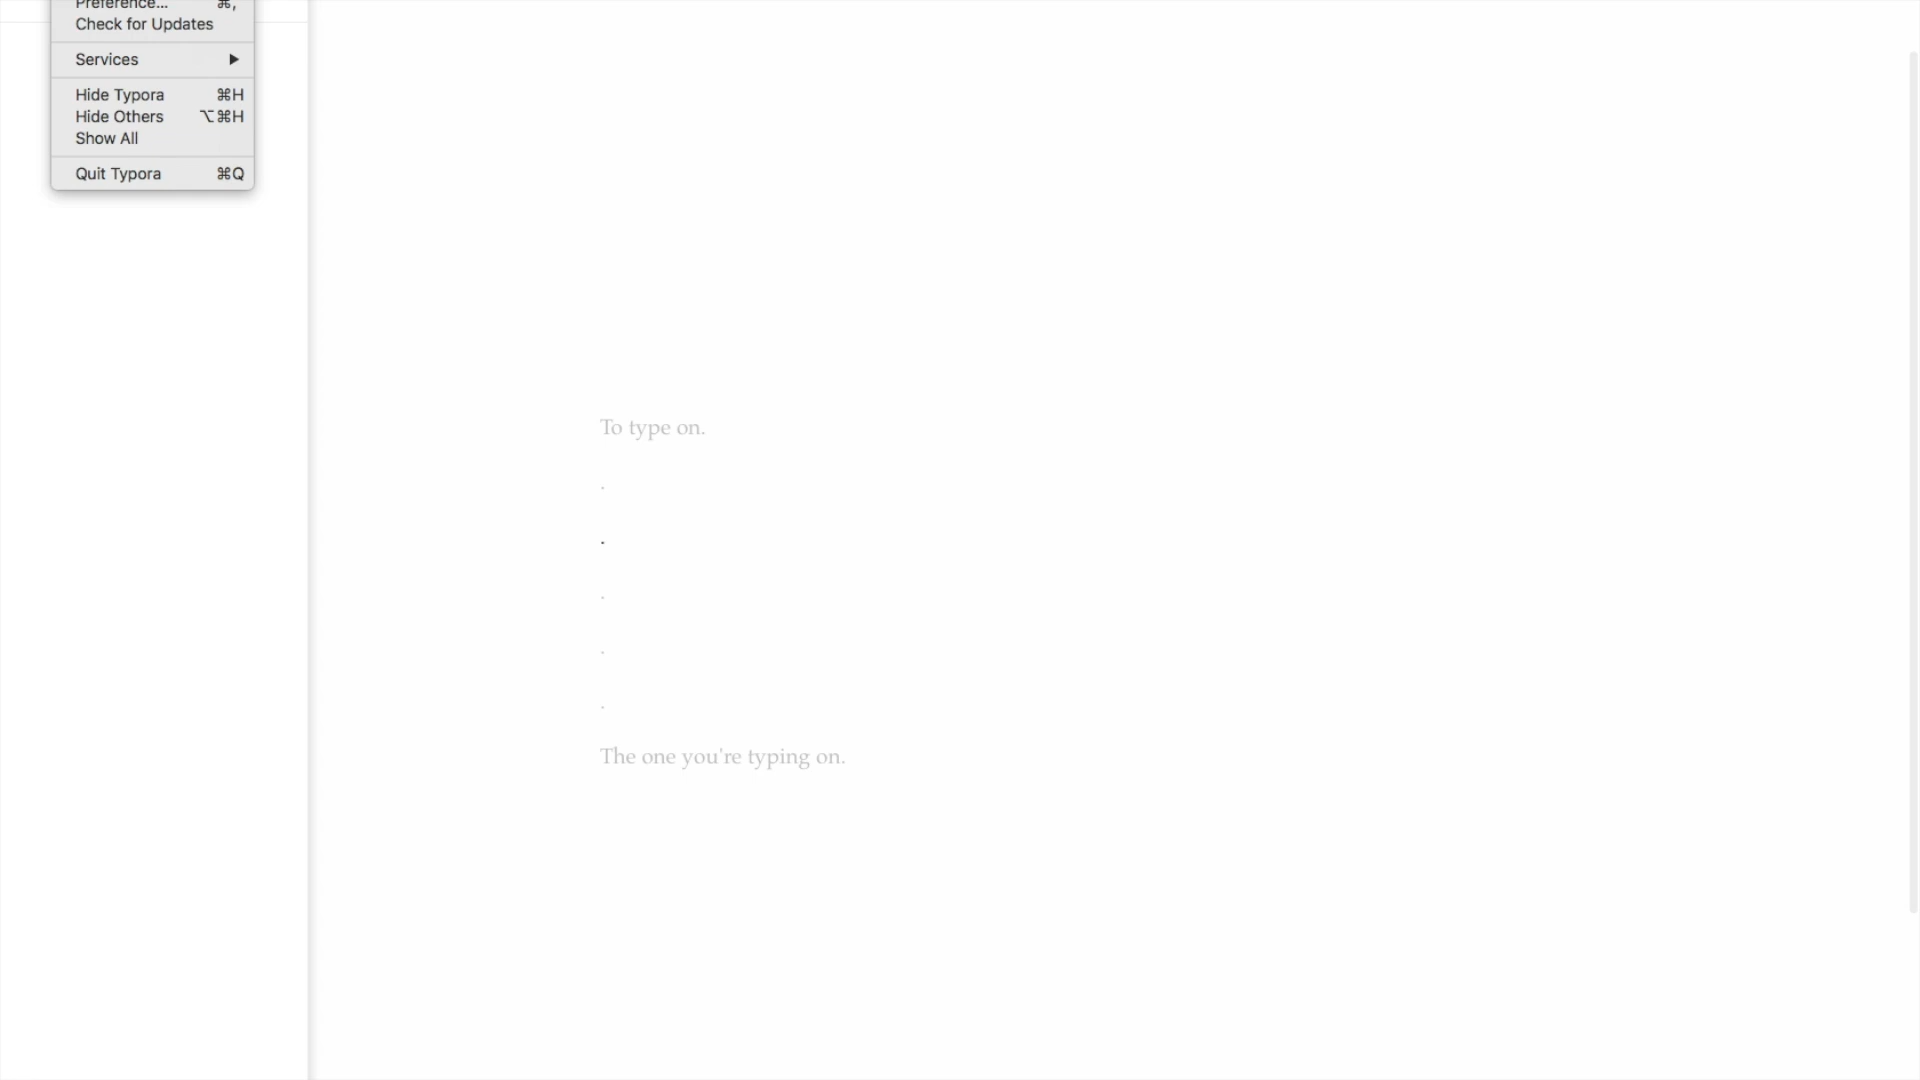 Preference... ⌘,
Check for Updates
Services ▶
Hide Typora ⌘H
Hide Others ⌥⌘H
Show All
Quit Typora ⌘Q
To type on.
.
.
.
.
.
The one you're typing on.